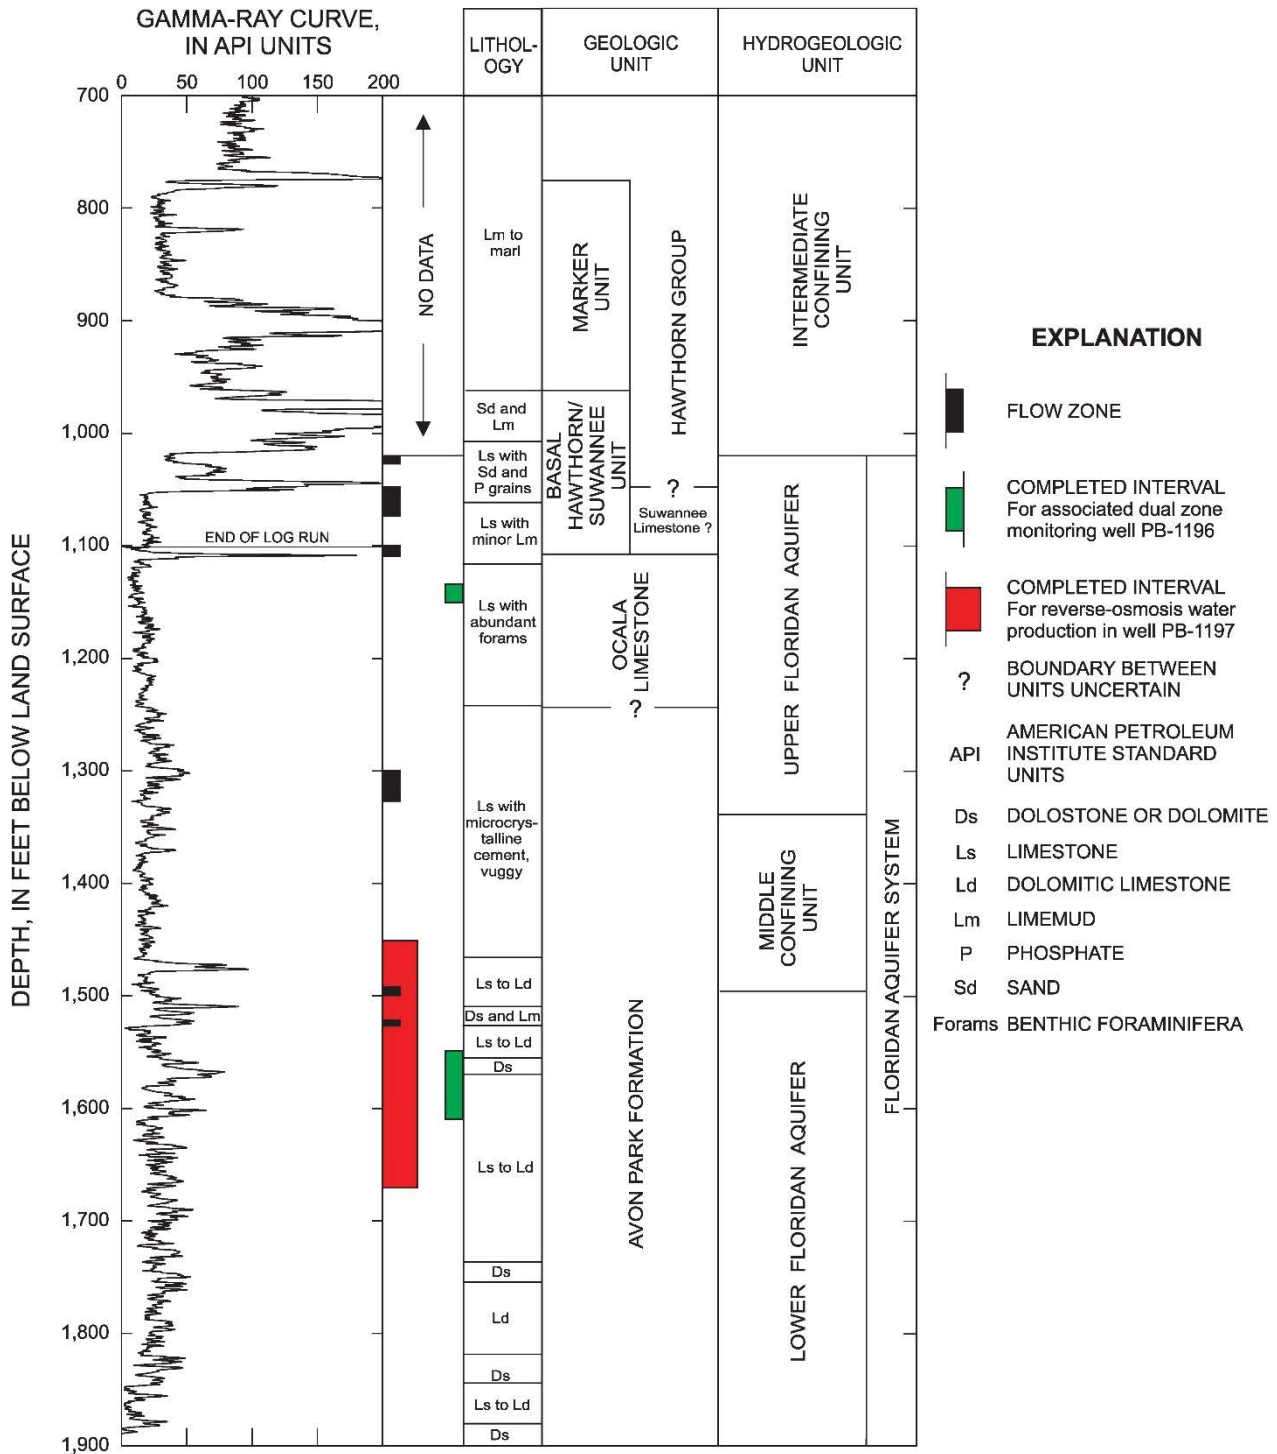 GAMMA-RAY CURVE,
IN API UNITS
0 50 100 150 200
LITHOL-
OGY
GEOLOGIC
UNIT
HYDROGEOLOGIC
UNIT
DEPTH, IN FEET BELOW LAND SURFACE
700
800
900
1,000
1,100
1,200
1,300
1,400
1,500
1,600
1,700
1,800
1,900
END OF LOG RUN
NO DATA
Lm to
marl
Sd and
Lm
Ls with
Sd and
P grains
Ls with
minor Lm
Ls with
abundant
forams
Ls with
microcrys-
talline
cement,
vuggy
Ls to Ld
Ds and Lm
Ls to Ld
Ds
Ls to Ld
Ds
Ld
Ds
Ls to Ld
Ds
MARKER
UNIT
HAWTHORN GROUP
BASAL
HAWTHORN/
SUWANNEE
UNIT
?
Suwannee
Limestone ?
OCALA
LIMESTONE
?
AVON PARK FORMATION
INTERMEDIATE
CONFINING
UNIT
UPPER FLORIDAN AQUIFER
MIDDLE
CONFINING
UNIT
LOWER FLORIDAN AQUIFER
FLORIDAN AQUIFER SYSTEM
EXPLANATION
FLOW ZONE
COMPLETED INTERVAL
For associated dual zone
monitoring well PB-1196
COMPLETED INTERVAL
For reverse-osmosis water
production in well PB-1197
? BOUNDARY BETWEEN
UNITS UNCERTAIN
API AMERICAN PETROLEUM
INSTITUTE STANDARD
UNITS
Ds DOLOSTONE OR DOLOMITE
Ls LIMESTONE
Ld DOLOMITIC LIMESTONE
Lm LIMEMUD
P PHOSPHATE
Sd SAND
Forams BENTHIC FORAMINIFERA